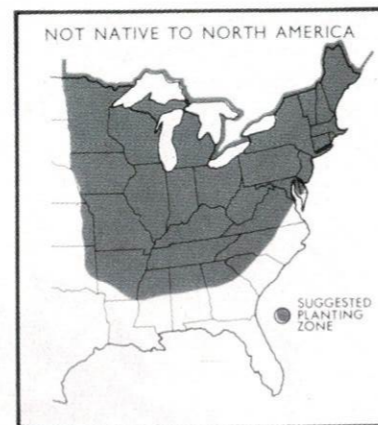 NOT NATIVE TO NORTH AMERICA
SUGGESTED
PLANTING
ZONE